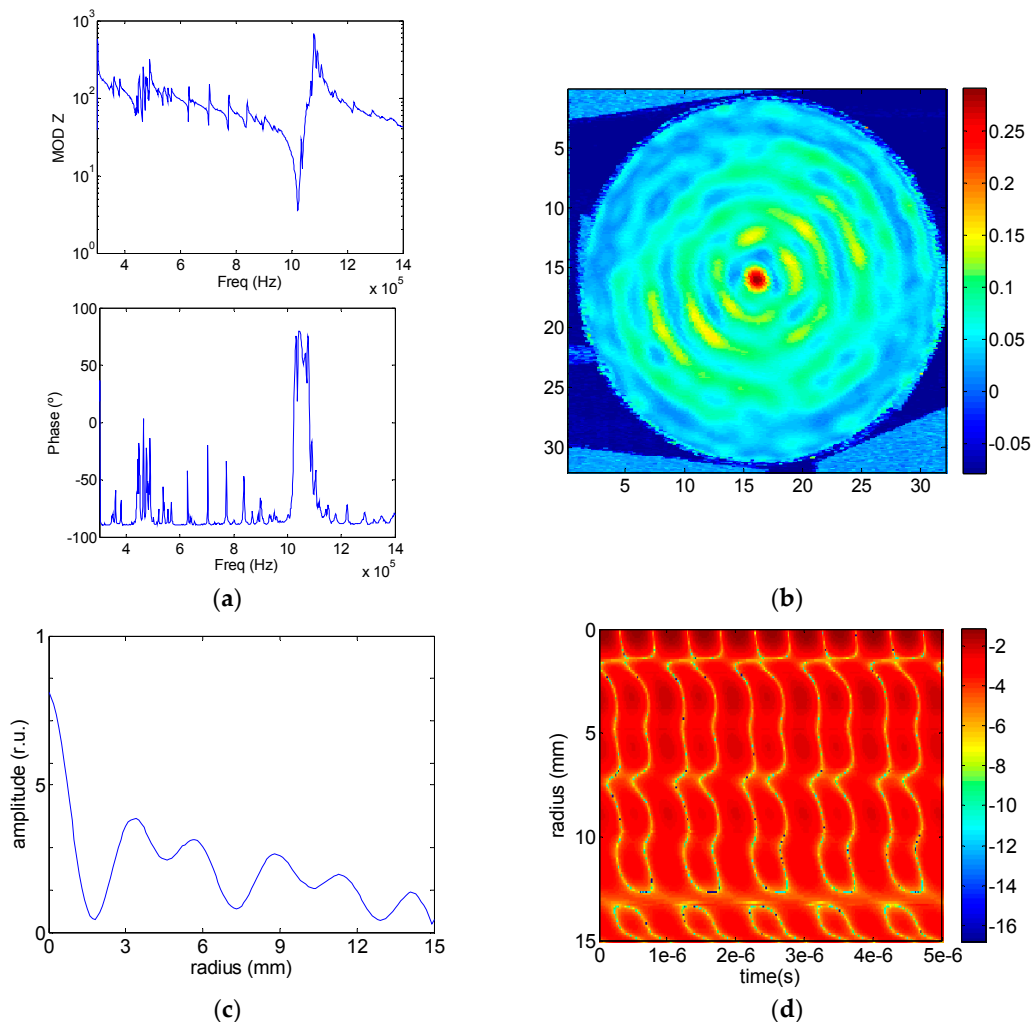 10^3
10^2
10^1
10^0
MOD Z
4 6 8 10 12 14
Freq (Hz)
x 10^5
100
50
0
-50
-100
Phase (º)
4 6 8 10 12 14
Freq (Hz)
x 10^5
(a)
5
10
15
20
25
30
5 10 15 20 25 30
0.25
0.2
0.15
0.1
0.05
0
-0.05
(b)
1
5
0
amplitude (r.u.)
0 3 6 9 12 15
radius (mm)
(c)
0
5
10
15
radius (mm)
0 1e-6 2e-6 3e-6 4e-6 5e-6
time(s)
-2
-4
-6
-8
-10
-12
-14
-16
(d)